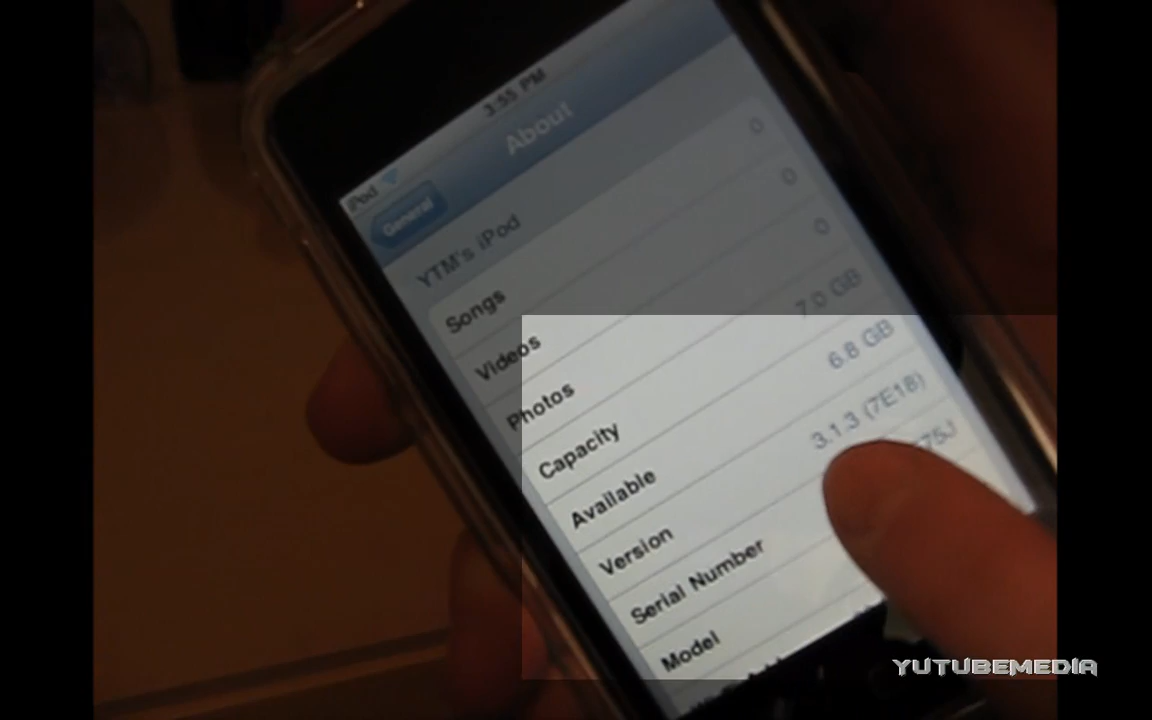 iPod 3:55 PM
General About
YTM's iPod
Songs 0
Videos 0
Photos 0
Capacity 7.0 GB
Available 6.8 GB
Version 3.1.3 (7E18)
Serial Number 75J
Model
YUTUBEMEDIA